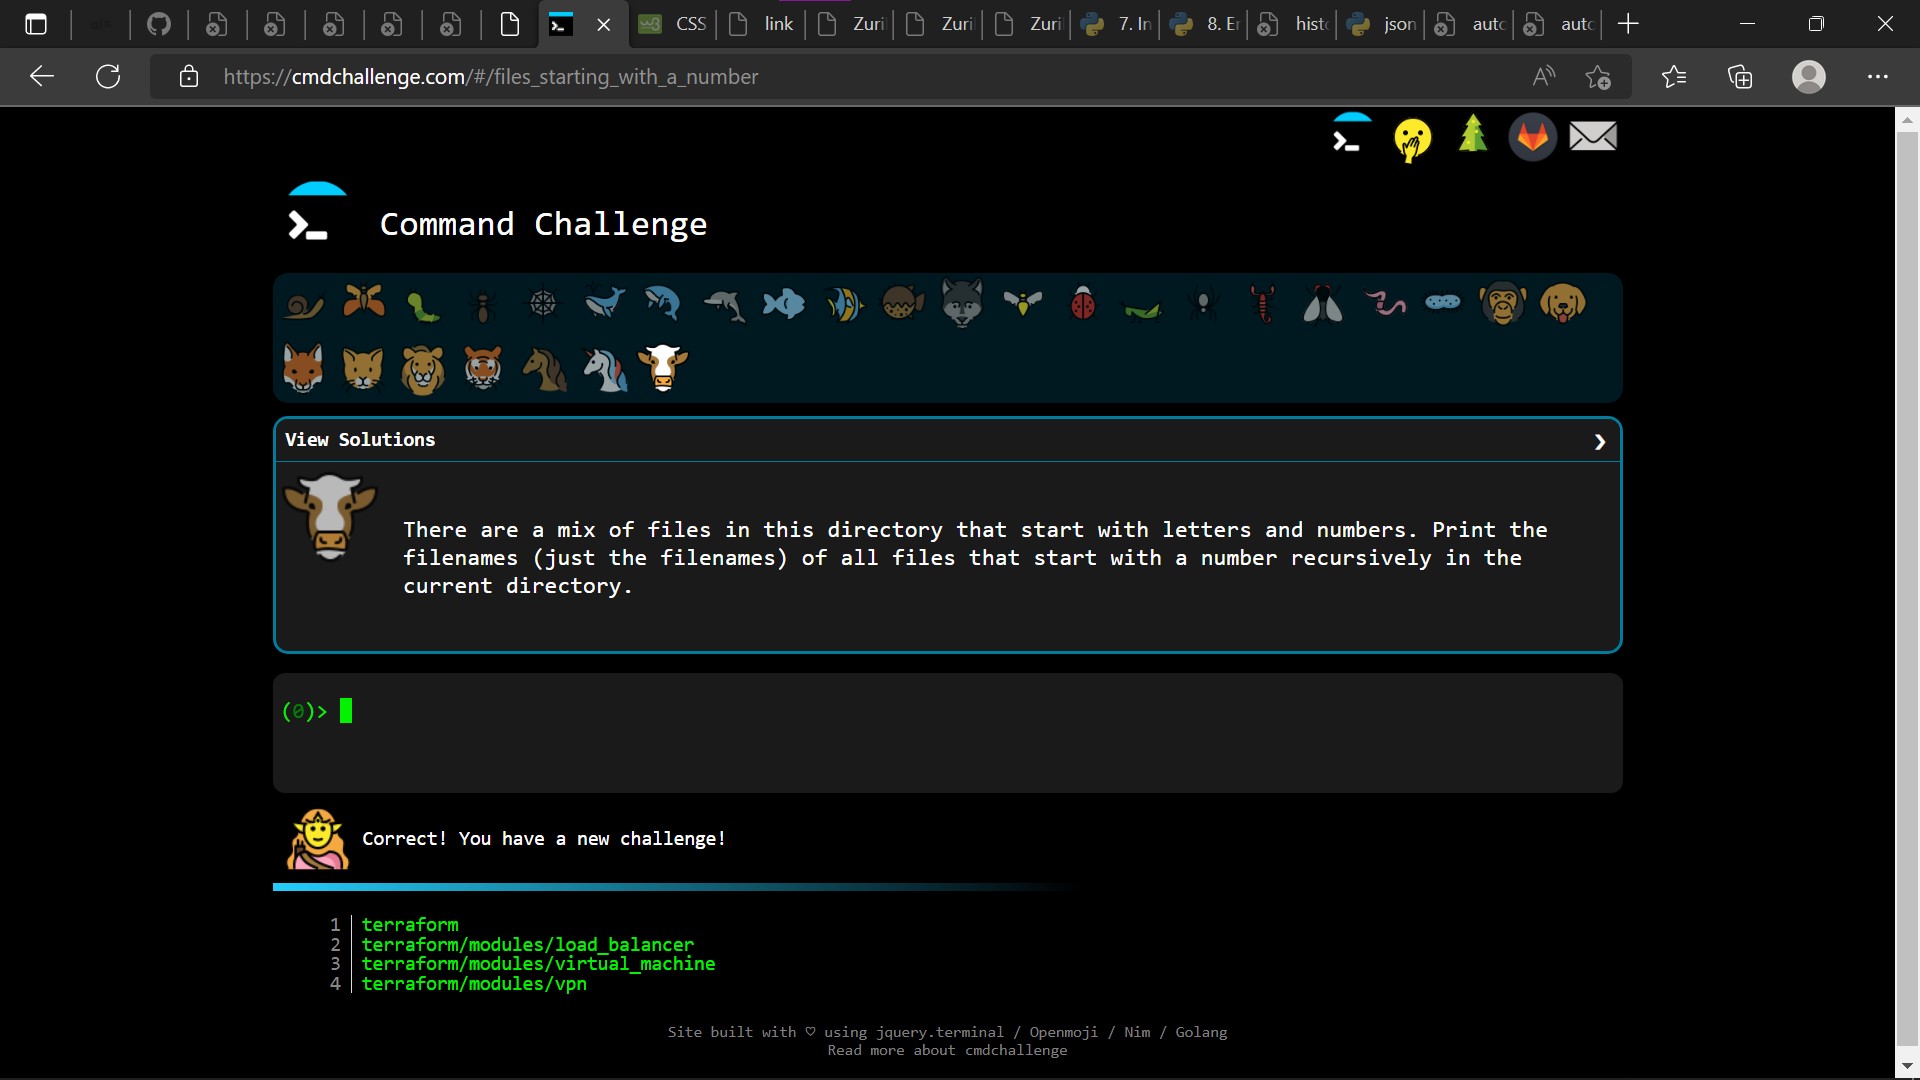 CSS
link
Zuri
Zuri
Zuri
7. In
8. Er
histo
json
auto
auto
https://cmdchallenge.com/#/files_starting_with_a_number
Command Challenge
View Solutions
There are a mix of files in this directory that start with letters and numbers. Print the
filenames (just the filenames) of all files that start with a number recursively in the
current directory.
(0)>
Correct! You have a new challenge!
1 terraform
2 terraform/modules/load_balancer
3 terraform/modules/virtual_machine
4 terraform/modules/vpn
Site built with ♡ using jquery.terminal / Openmoji / Nim / Golang
Read more about cmdchallenge